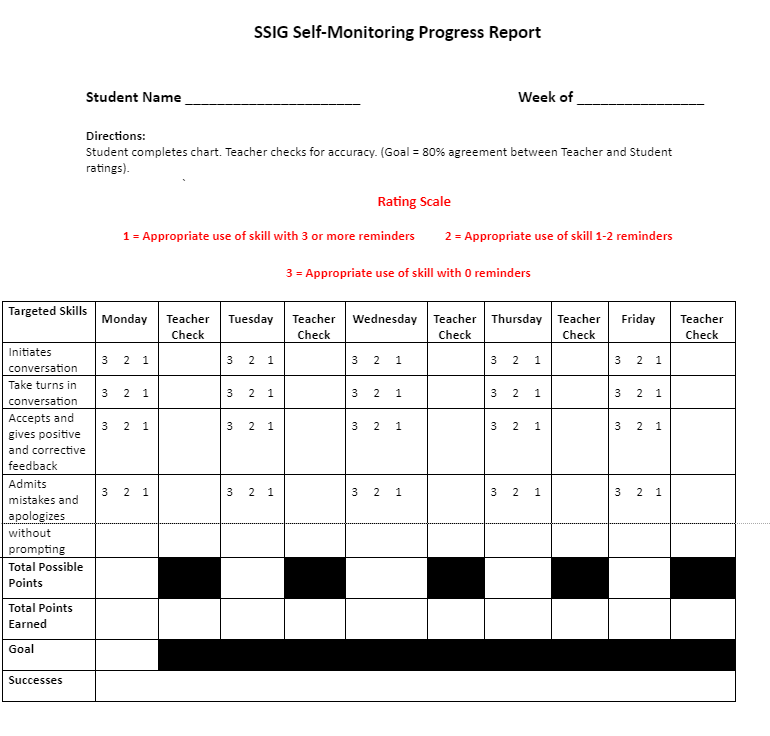 SSIG Self-Monitoring Progress Report
Student Name ______________________ Week of ________________
Directions:
Student completes chart. Teacher checks for accuracy. (Goal = 80% agreement between Teacher and Student
ratings).
`
Rating Scale
1 = Appropriate use of skill with 3 or more reminders 2 = Appropriate use of skill 1-2 reminders
3 = Appropriate use of skill with 0 reminders
Targeted Skills Monday Teacher Check Tuesday Teacher Check Wednesday Teacher Check Thursday Teacher Check Friday Teacher Check
Initiates
conversation
3 2 1 3 2 1 3 2 1 3 2 1 3 2 1
Take turns in
conversation
3 2 1 3 2 1 3 2 1 3 2 1 3 2 1
Accepts and
gives positive
and corrective
feedback
3 2 1 3 2 1 3 2 1 3 2 1 3 2 1
Admits
mistakes and
apologizes
without
prompting
3 2 1 3 2 1 3 2 1 3 2 1 3 2 1
Total Possible
Points
Total Points
Earned
Goal
Successes